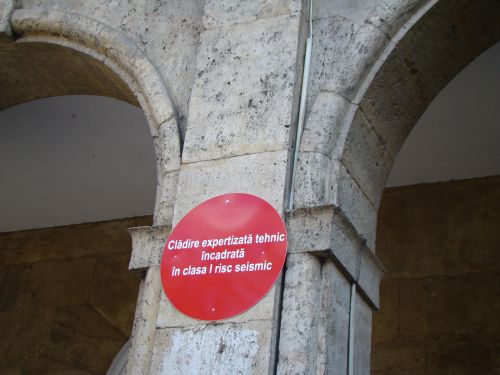 Clădire expertizată tehnic
încadrată
în clasa I risc seismic